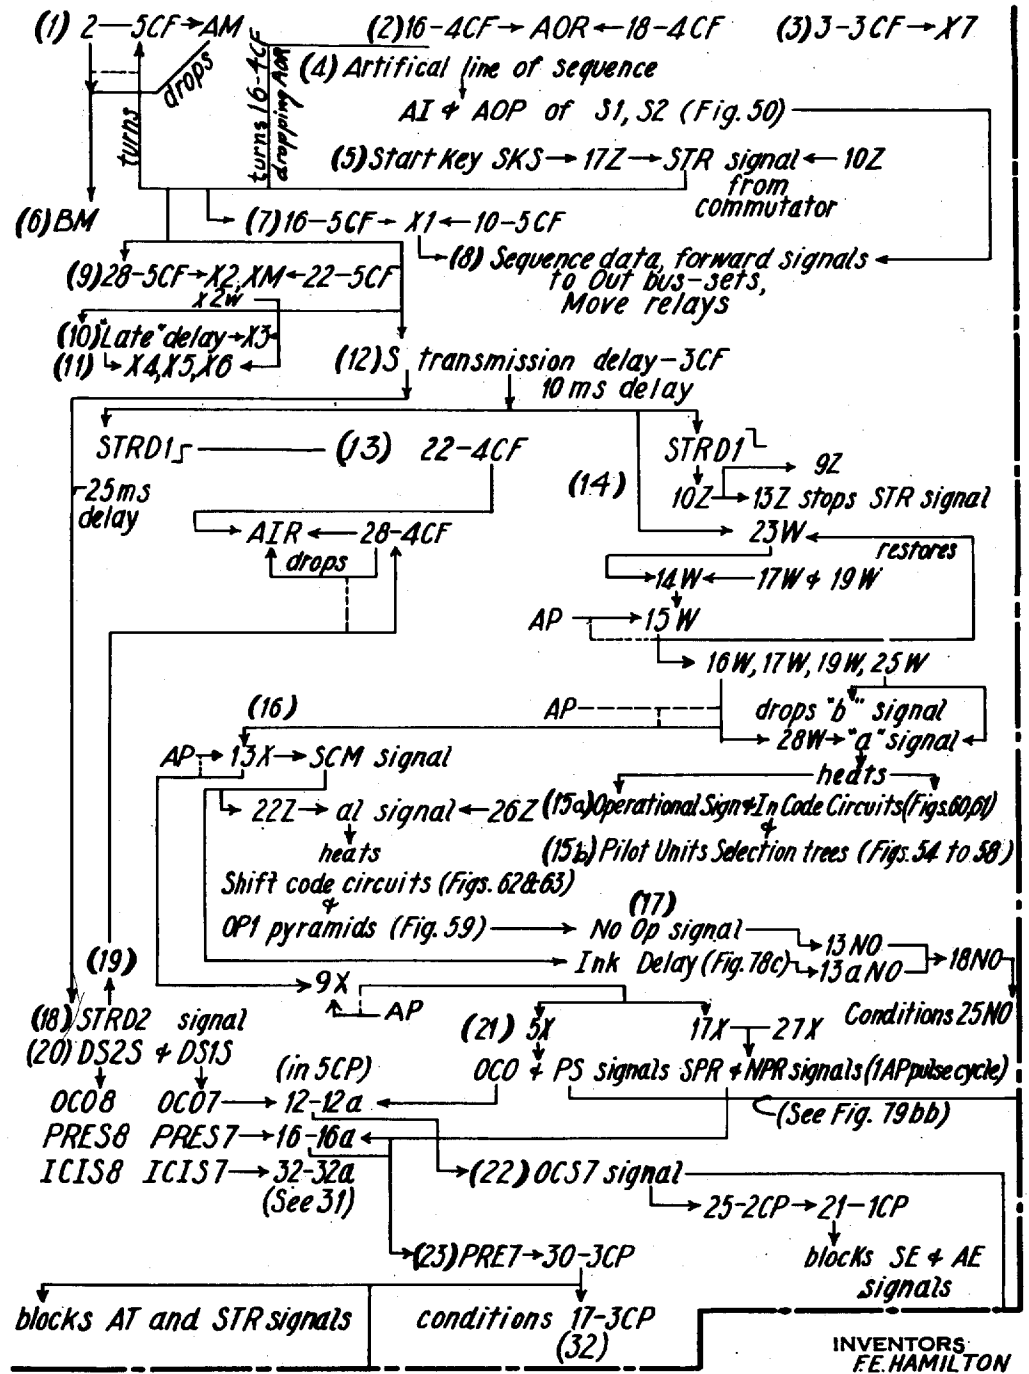 (1) 2—5CF→AM
(2)16-4CF→AOR←18-4CF
(3)3-3CF→X7
drops
turns
turns 16-4CF
dropping AOR
(4) Artifical line of sequence
AI & AOP of S1, S2 (Fig. 50)
(5)Start Key SKS→17Z→STR signal←10Z
from
commutator
(6)BM
(7)16-5CF→X1←10-5CF
(8) Sequence data, forward signals
to Out bus-sets,
Move relays
(9)28-5CF→X2,XM←22-5CF
X2W
(10)"Late" delay→X3
(11) X4,X5,X6
(12)S transmission delay-3CF
10 ms delay
STRD1 (13) 22-4CF
STRD1
9Z
(14) 10Z→13Z stops STR signal
25ms
delay
AIR←28-4CF
drops
23W
restores
14W←17W & 19W
AP→15W
16W,17W,19W,25W
(16) AP
drops "b" signal
28W→"a" signal
AP→13X→SCM signal
heats
22Z→al signal←26Z
(15a)Operational Sign & In Code Circuits(Figs.60,61)
&
heats
(15b) Pilot Units Selection trees (Figs.54 to 58)
Shift code circuits (Figs. 62&63)
&
(17)
OP1 pyramids (Fig. 59)→No Op signal
13NO
Ink Delay (Fig. 78c) 13aNO
18NO
(19)
9X
AP
(18)STRD2 signal
(21) 5X 17X—27X
Conditions 25NO
(20) DS2S & DS1S
(in 5CP)
OCO & PS signals SPR & NPR signals(1AP pulse cycle)
OCO8 OCO7→12-12a
(See Fig. 79bb)
PRES8 PRES7→16-16a
ICIS8 ICIS7→32-32a
(See 31)
(22)OCS7 signal
25-2CP→21-1CP
(23)PRE7→30-3CP
blocks SE & AE
signals
blocks AT and STR signals
conditions 17-3CP
(32)
INVENTORS
F.E. HAMILTON